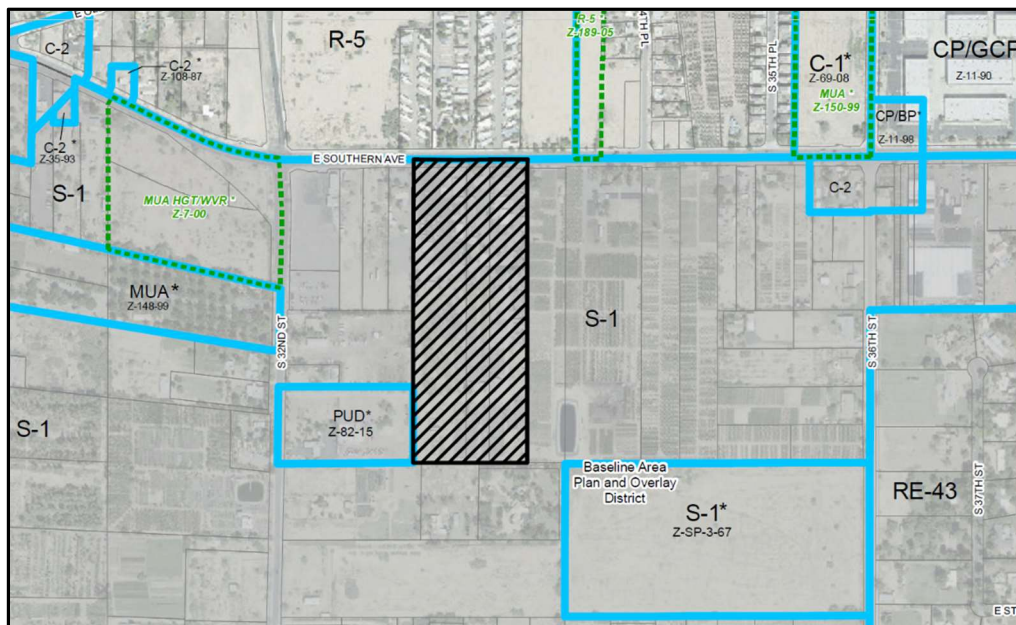 E
C-2
C-2 *
Z-108-87
R-5
R-5 *
Z-189-05
4TH PL
S 35TH PL
C-1*
Z-69-08
MUA *
Z-150-99
CP/GCP
Z-11-90
CP/BP*
Z-11-98
C-2 *
Z-35-93
S-1
MUA HGT/WVR *
Z-7-00
E SOUTHERN AVE
C-2
MUA*
Z-148-99
S 32ND ST
S-1
S 36TH ST
PUD*
Z-82-15
S-1
Baseline Area
Plan and Overlay
District
S-1*
Z-SP-3-67
RE-43
S 37TH ST
E ST